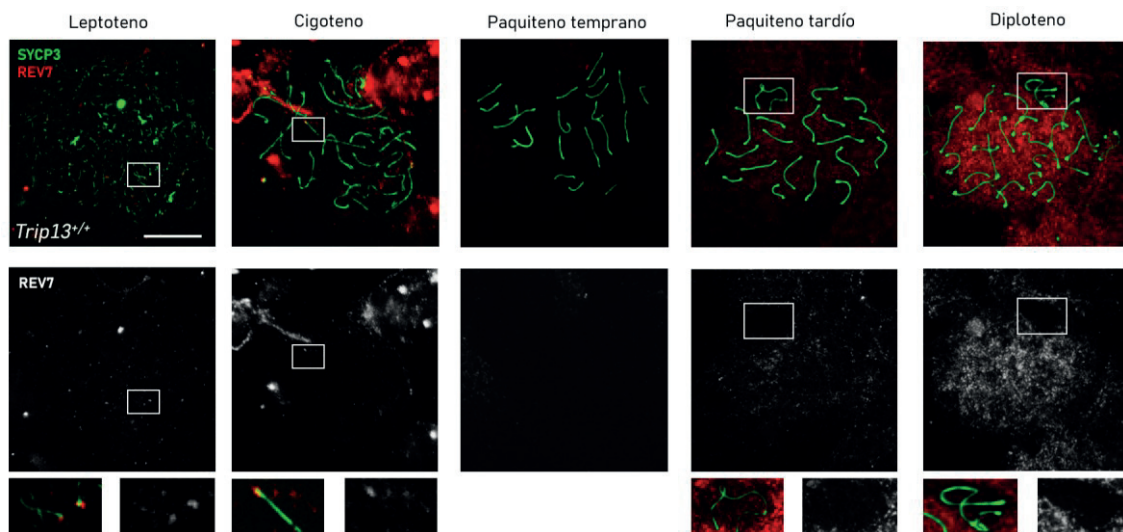 Leptoteno
Cigoteno
Paquiteno temprano
Paquiteno tardío
Diploteno
SYCP3
REV7
Trip13+/+
REV7